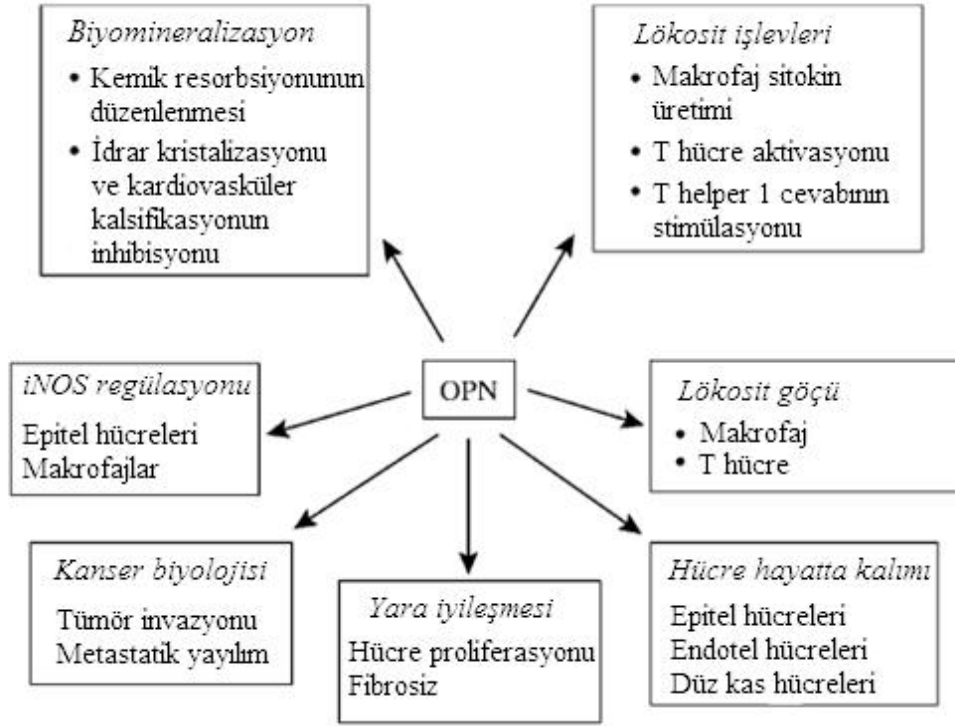 Biyomineralizasyon
• Kemik resorbsiyonunun
düzenlenmesi
• İdrar kristalizasyonu
ve kardiovasküler
kalsifikasyonun
inhibisyonu
Lökosit işlevleri
• Makrofaj sitokin
üretimi
• T hücre aktivasyonu
• T helper 1 cevabının
stimülasyonu
iNOS regülasyonu
Epitel hücreleri
Makrofajlar
OPN
Lökosit göçü
• Makrofaj
• T hücre
Kanser biyolojisi
Tümör invazyonu
Metastatik yayılım
Yara iyileşmesi
Hücre proliferasyonu
Fibrosiz
Hücre hayatta kalımı
Epitel hücreleri
Endotel hücreleri
Düz kas hücreleri